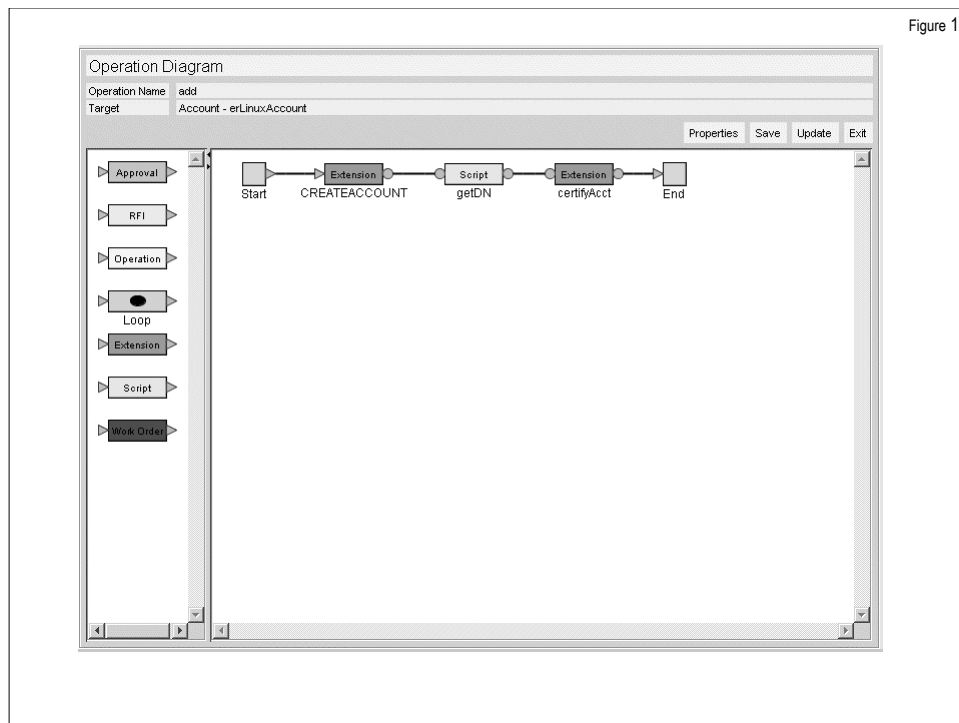 Figure 1
Operation Diagram
Operation Name add
Target Account - erLinuxAccount
Properties Save Update Exit
Approval
RFI
Operation
Loop
Extension
Script
Work Order
Extension Script Extension
Start CREATEACCOUNT getDN certifyAcct End